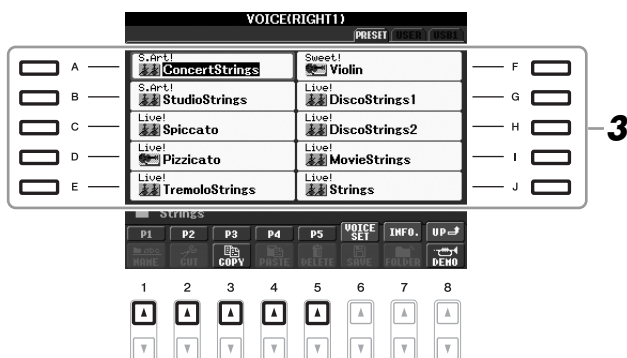 VOICE(RIGHT1)
PRESET USER USB1
S.Art! ConcertStrings
Sweet! Violin
S.Art! StudioStrings
Live! DiscoStrings1
Live! Spiccato
Live! DiscoStrings2
Live! Pizzicato
Live! MovieStrings
Live! TremoloStrings
Live! Strings
A
B
C
D
E
F
G
H
I
J
3
Strings
P1 P2 P3 P4 P5 VOICE SET INFO. UP
NAME CUT COPY PASTE DELETE SAVE FOLDER DEMO
1 2 3 4 5 6 7 8